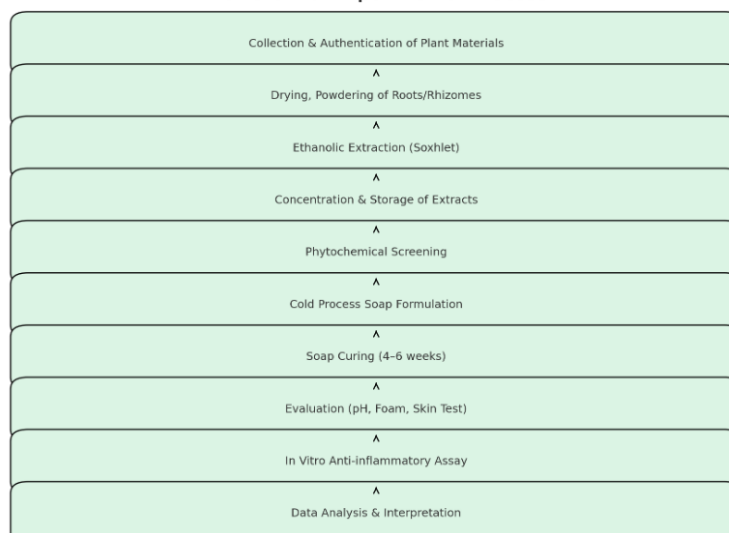 Collection & Authentication of Plant Materials
Drying, Powdering of Roots/Rhizomes
Ethanolic Extraction (Soxhlet)
Concentration & Storage of Extracts
Phytochemical Screening
Cold Process Soap Formulation
Soap Curing (4–6 weeks)
Evaluation (pH, Foam, Skin Test)
In Vitro Anti-inflammatory Assay
Data Analysis & Interpretation